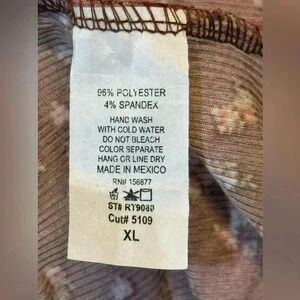 96% POLYESTER
4% SPANDEX
HAND WASH
WITH COLD WATER
DO NOT BLEACH
COLOR SEPARATE
HANG OR LINE DRY
MADE IN MEXICO
RN# 156877
ST# RT9080
Cut# 5109
XL